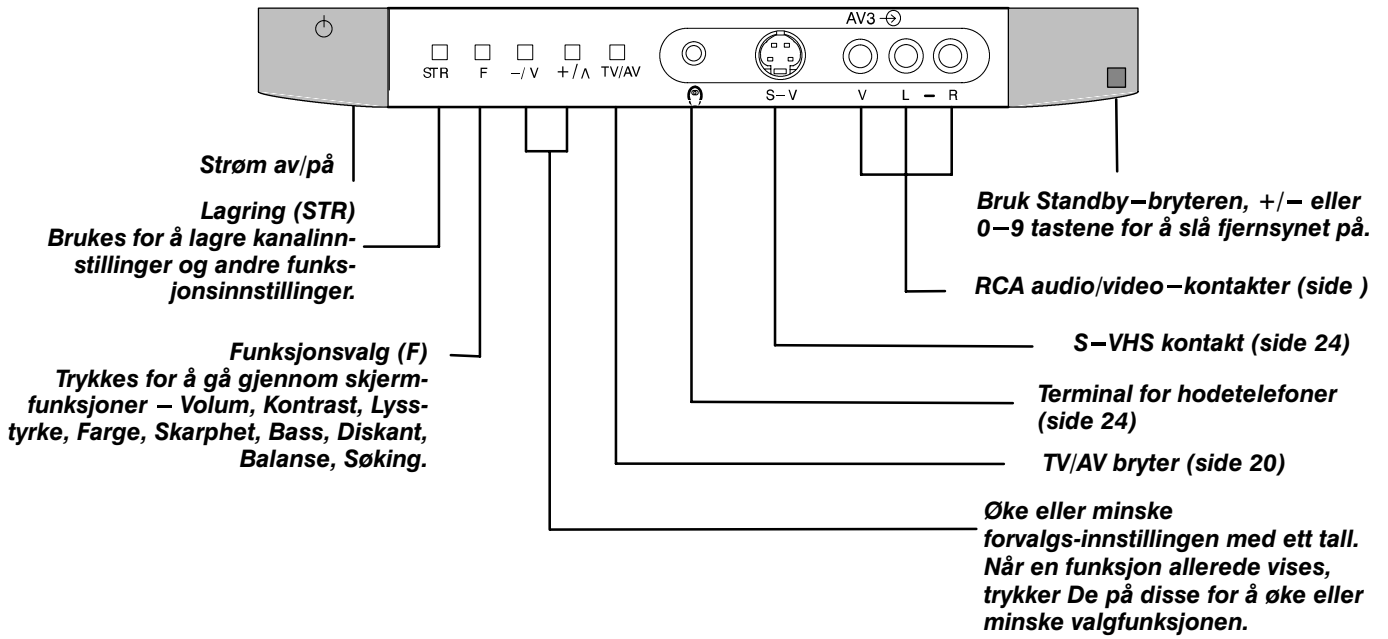 AV3
STR F –/∨ +/∧ TV/AV
S–V V L – R
Strøm av/på
Lagring (STR)
Brukes for å lagre kanalinn-
stillinger og andre funks-
jonsinnstillinger.
Funksjonsvalg (F)
Trykkes for å gå gjennom skjerm-
funksjoner – Volum, Kontrast, Lyss-
tyrke, Farge, Skarphet, Bass, Diskant,
Balanse, Søking.
Bruk Standby–bryteren, +/– eller
0–9 tastene for å slå fjernsynet på.
RCA audio/video–kontakter (side )
S–VHS kontakt (side 24)
Terminal for hodetelefoner
(side 24)
TV/AV bryter (side 20)
Øke eller minske
forvalgs-innstillingen med ett tall.
Når en funksjon allerede vises,
trykker De på disse for å øke eller
minske valgfunksjonen.